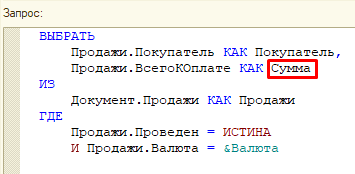 Запрос:
ВЫБРАТЬ
Продажи.Покупатель КАК Покупатель,
Продажи.ВсегоКОплате КАК Сумма
ИЗ
Документ.Продажи КАК Продажи
ГДЕ
Продажи.Проведен = ИСТИНА
И Продажи.Валюта = &Валюта